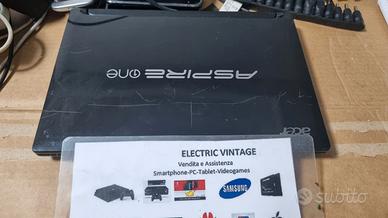 ASPIRE one
acer
ELECTRIC VINTAGE
Vendita e Assistenza
Smartphone-PC-Tablet-Videogames
SAMSUNG
subito